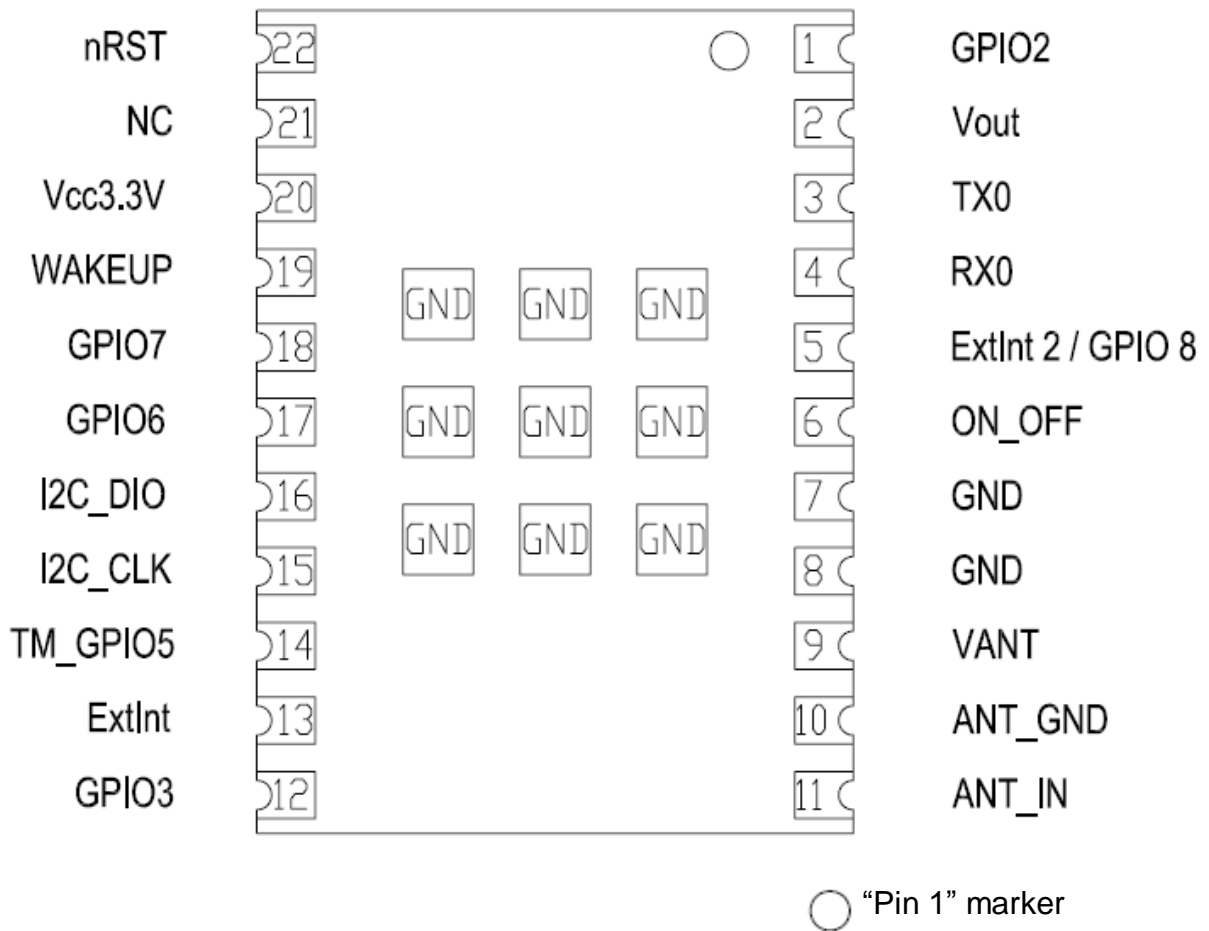 nRST 22 1 GPIO2
NC 21 2 Vout
Vcc3.3V 20 3 TX0
WAKEUP 19 4 RX0
GND GND GND
GPIO7 18 5 ExtInt 2 / GPIO 8
GPIO6 17 GND GND GND 6 ON_OFF
I2C_DIO 16 7 GND
GND GND GND
I2C_CLK 15 8 GND
TM_GPIO5 14 9 VANT
ExtInt 13 10 ANT_GND
GPIO3 12 11 ANT_IN
“Pin 1” marker